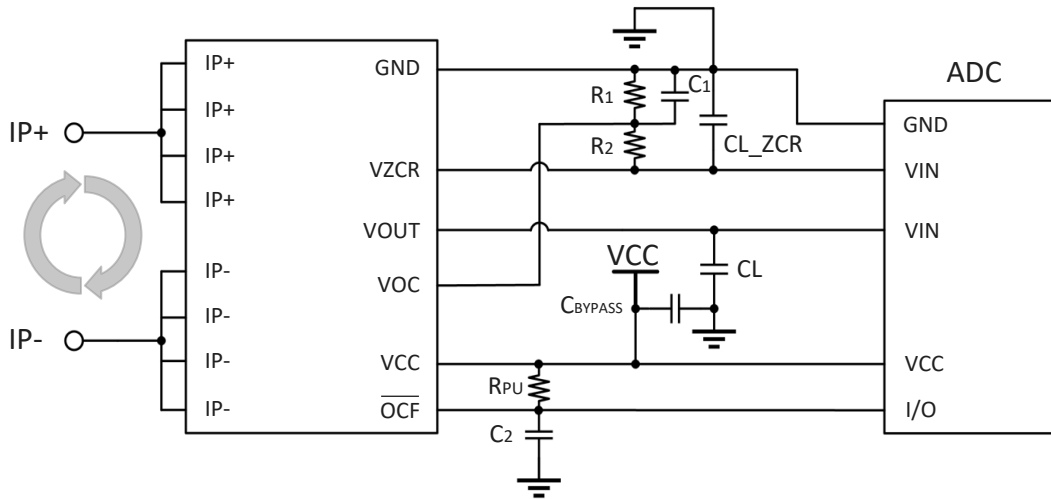 IP+
IP-
IP+
IP+
IP+
IP+
IP-
IP-
IP-
IP-
GND
VZCR
VOUT
VOC
VCC
OCF
R1
C1
R2
CL_ZCR
VCC
CL
CBYPASS
RPU
C2
ADC
GND
VIN
VIN
VCC
I/O